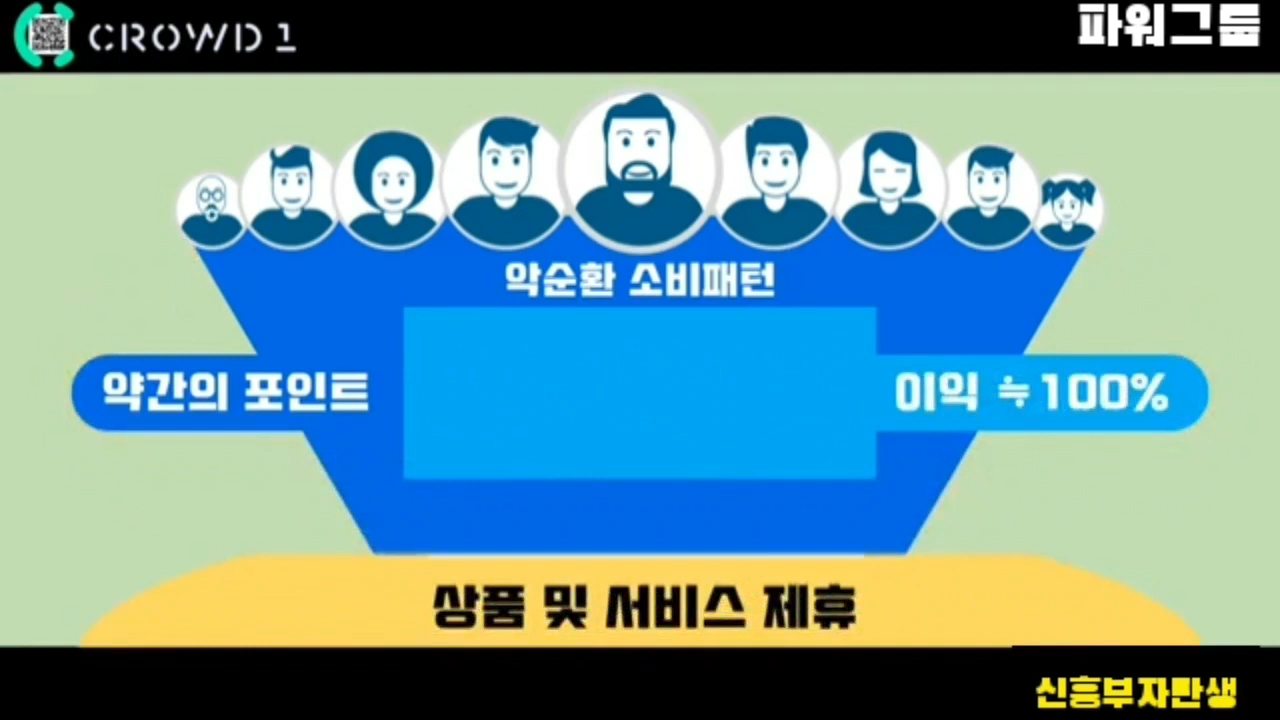 CROWD 1
파워그룹
악순환 소비패턴
약간의 포인트
이익 ≒100%
상품 및 서비스 제휴
신흥부자탄생